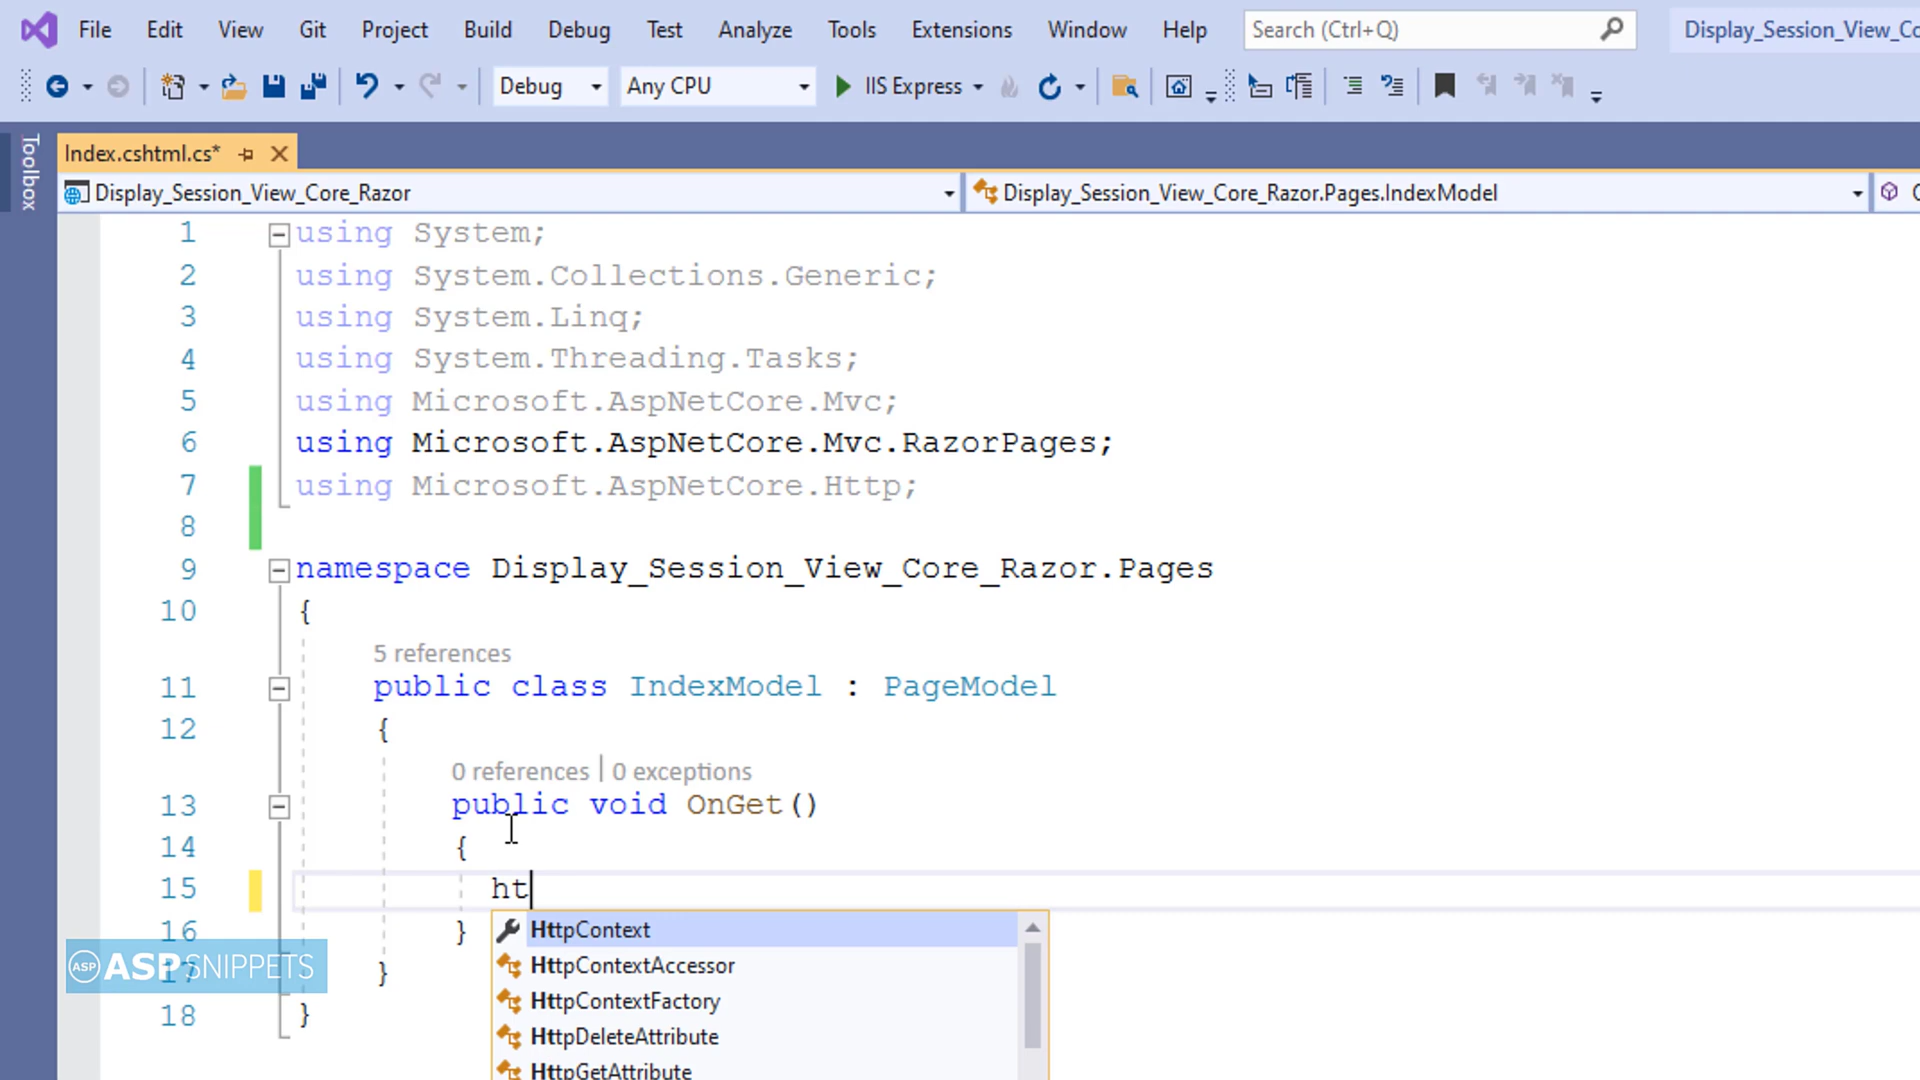 File Edit View Git Project Build Debug Test Analyze Tools Extensions Window Help Search (Ctrl+Q) Display_Session_View_Co
Debug Any CPU IIS Express
Toolbox
Index.cshtml.cs*
Display_Session_View_Core_Razor Display_Session_View_Core_Razor.Pages.IndexModel
1 using System;
2 using System.Collections.Generic;
3 using System.Linq;
4 using System.Threading.Tasks;
5 using Microsoft.AspNetCore.Mvc;
6 using Microsoft.AspNetCore.Mvc.RazorPages;
7 using Microsoft.AspNetCore.Http;
8
9 namespace Display_Session_View_Core_Razor.Pages
10 {
5 references
11 public class IndexModel : PageModel
12 {
0 references | 0 exceptions
13 public void OnGet()
14 {
15 ht
16 }
17 }
18 }
HttpContext
HttpContextAccessor
HttpContextFactory
HttpDeleteAttribute
HttpGetAttribute
ASP ASPSNIPPETS